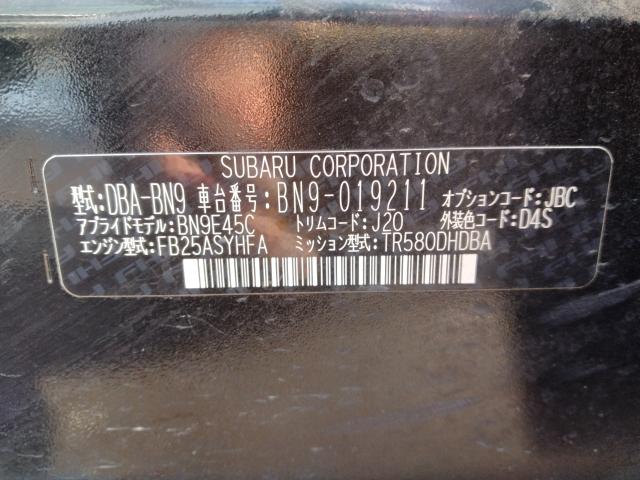 SUBARU CORPORATION
型式:DBA-BN9 車台番号:BN9-019211 オプションコード:JBC
アプライドモデル:BN9E45C トリムコード:J20 外装色コード:D4S
エンジン型式:FB25ASYHFA ミッション型式:TR580DHDBA